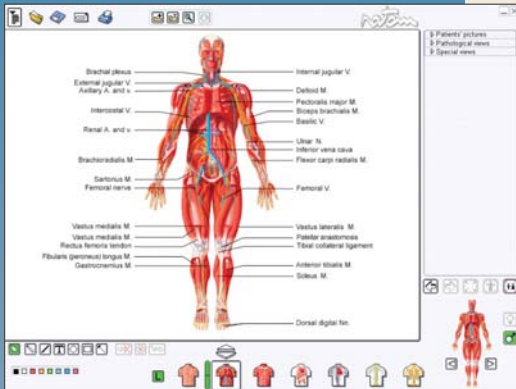 Patients' pictures
Pathological views
Special views
Brachial plexus
External jugular V.
Axillary A. and v.
Intercostal V.
Renal A. and v.
Brachioradialis M.
Sartorius M.
Femoral nerve
Vastus medialis M.
Vastus medialis M.
Rectus femoris tendon
Fibularis (peroneus) longus M.
Gastrocnemius M.
Internal jugular V.
Deltoid M.
Pectoralis major M.
Biceps brachialis M.
Basilic V.
Ulnar N.
Inferior vena cava
Flexor carpi radialis M.
Femoral V.
Vastus lateralis M.
Patellar anastomosis
Tibial collateral ligament
Anterior tibialis M.
Soleus M.
Dorsal digital Nn.
L